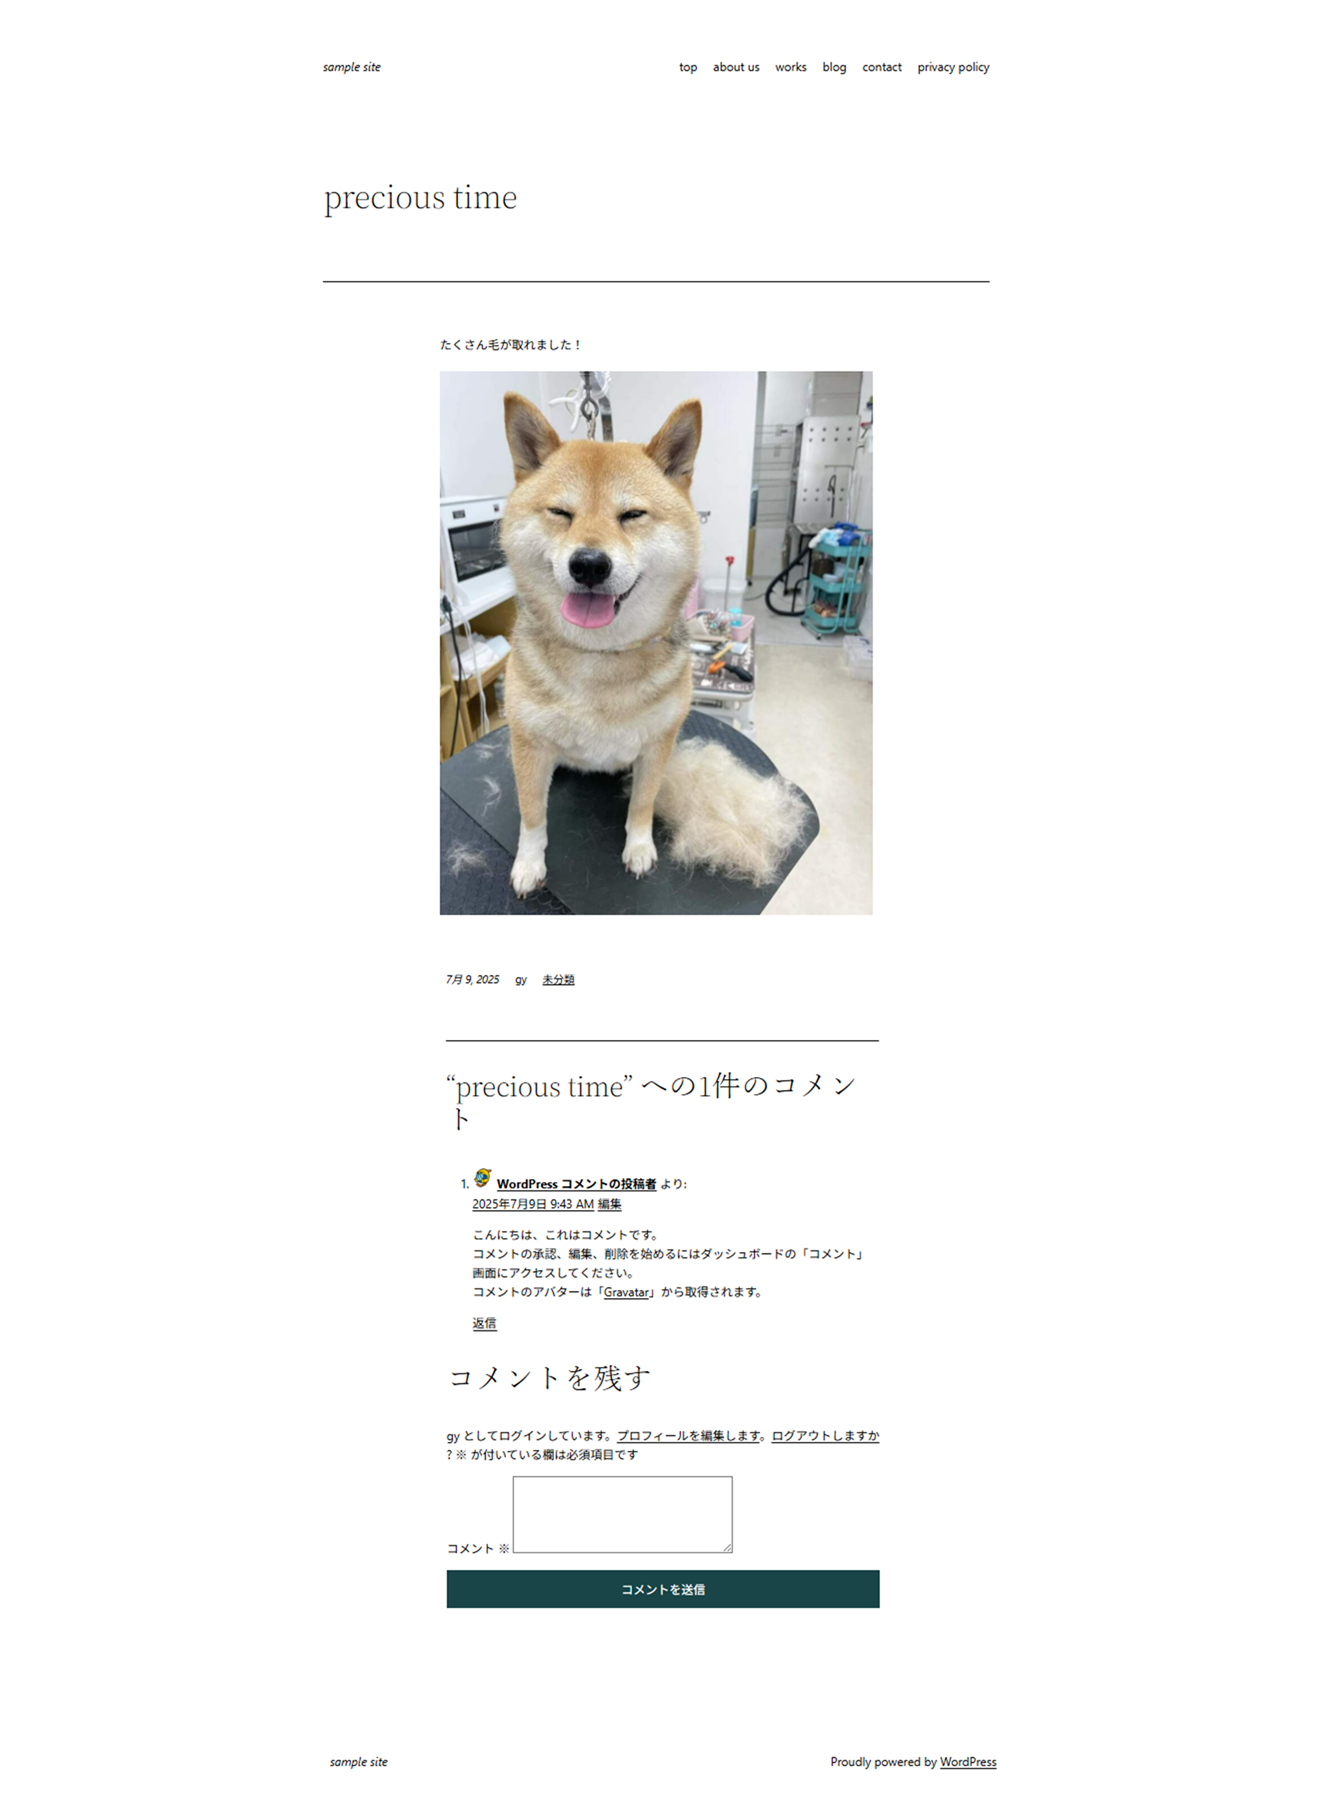 sample site
top about us works blog contact privacy policy
precious time
たくさん毛が取れました！
7月 9, 2025 gy 未分類
“precious time” への1件のコメン
ト
1. WordPress コメントの投稿者 より:
2025年7月9日 9:43 AM 編集
こんにちは、これはコメントです。
コメントの承認、編集、削除を始めるにはダッシュボードの「コメント」
画面にアクセスしてください。
コメントのアバターは「Gravatar」から取得されます。
返信
コメントを残す
gy としてログインしています。プロフィールを編集します。ログアウトしますか
? ※ が付いている欄は必須項目です
コメント ※
コメントを送信
sample site
Proudly powered by WordPress